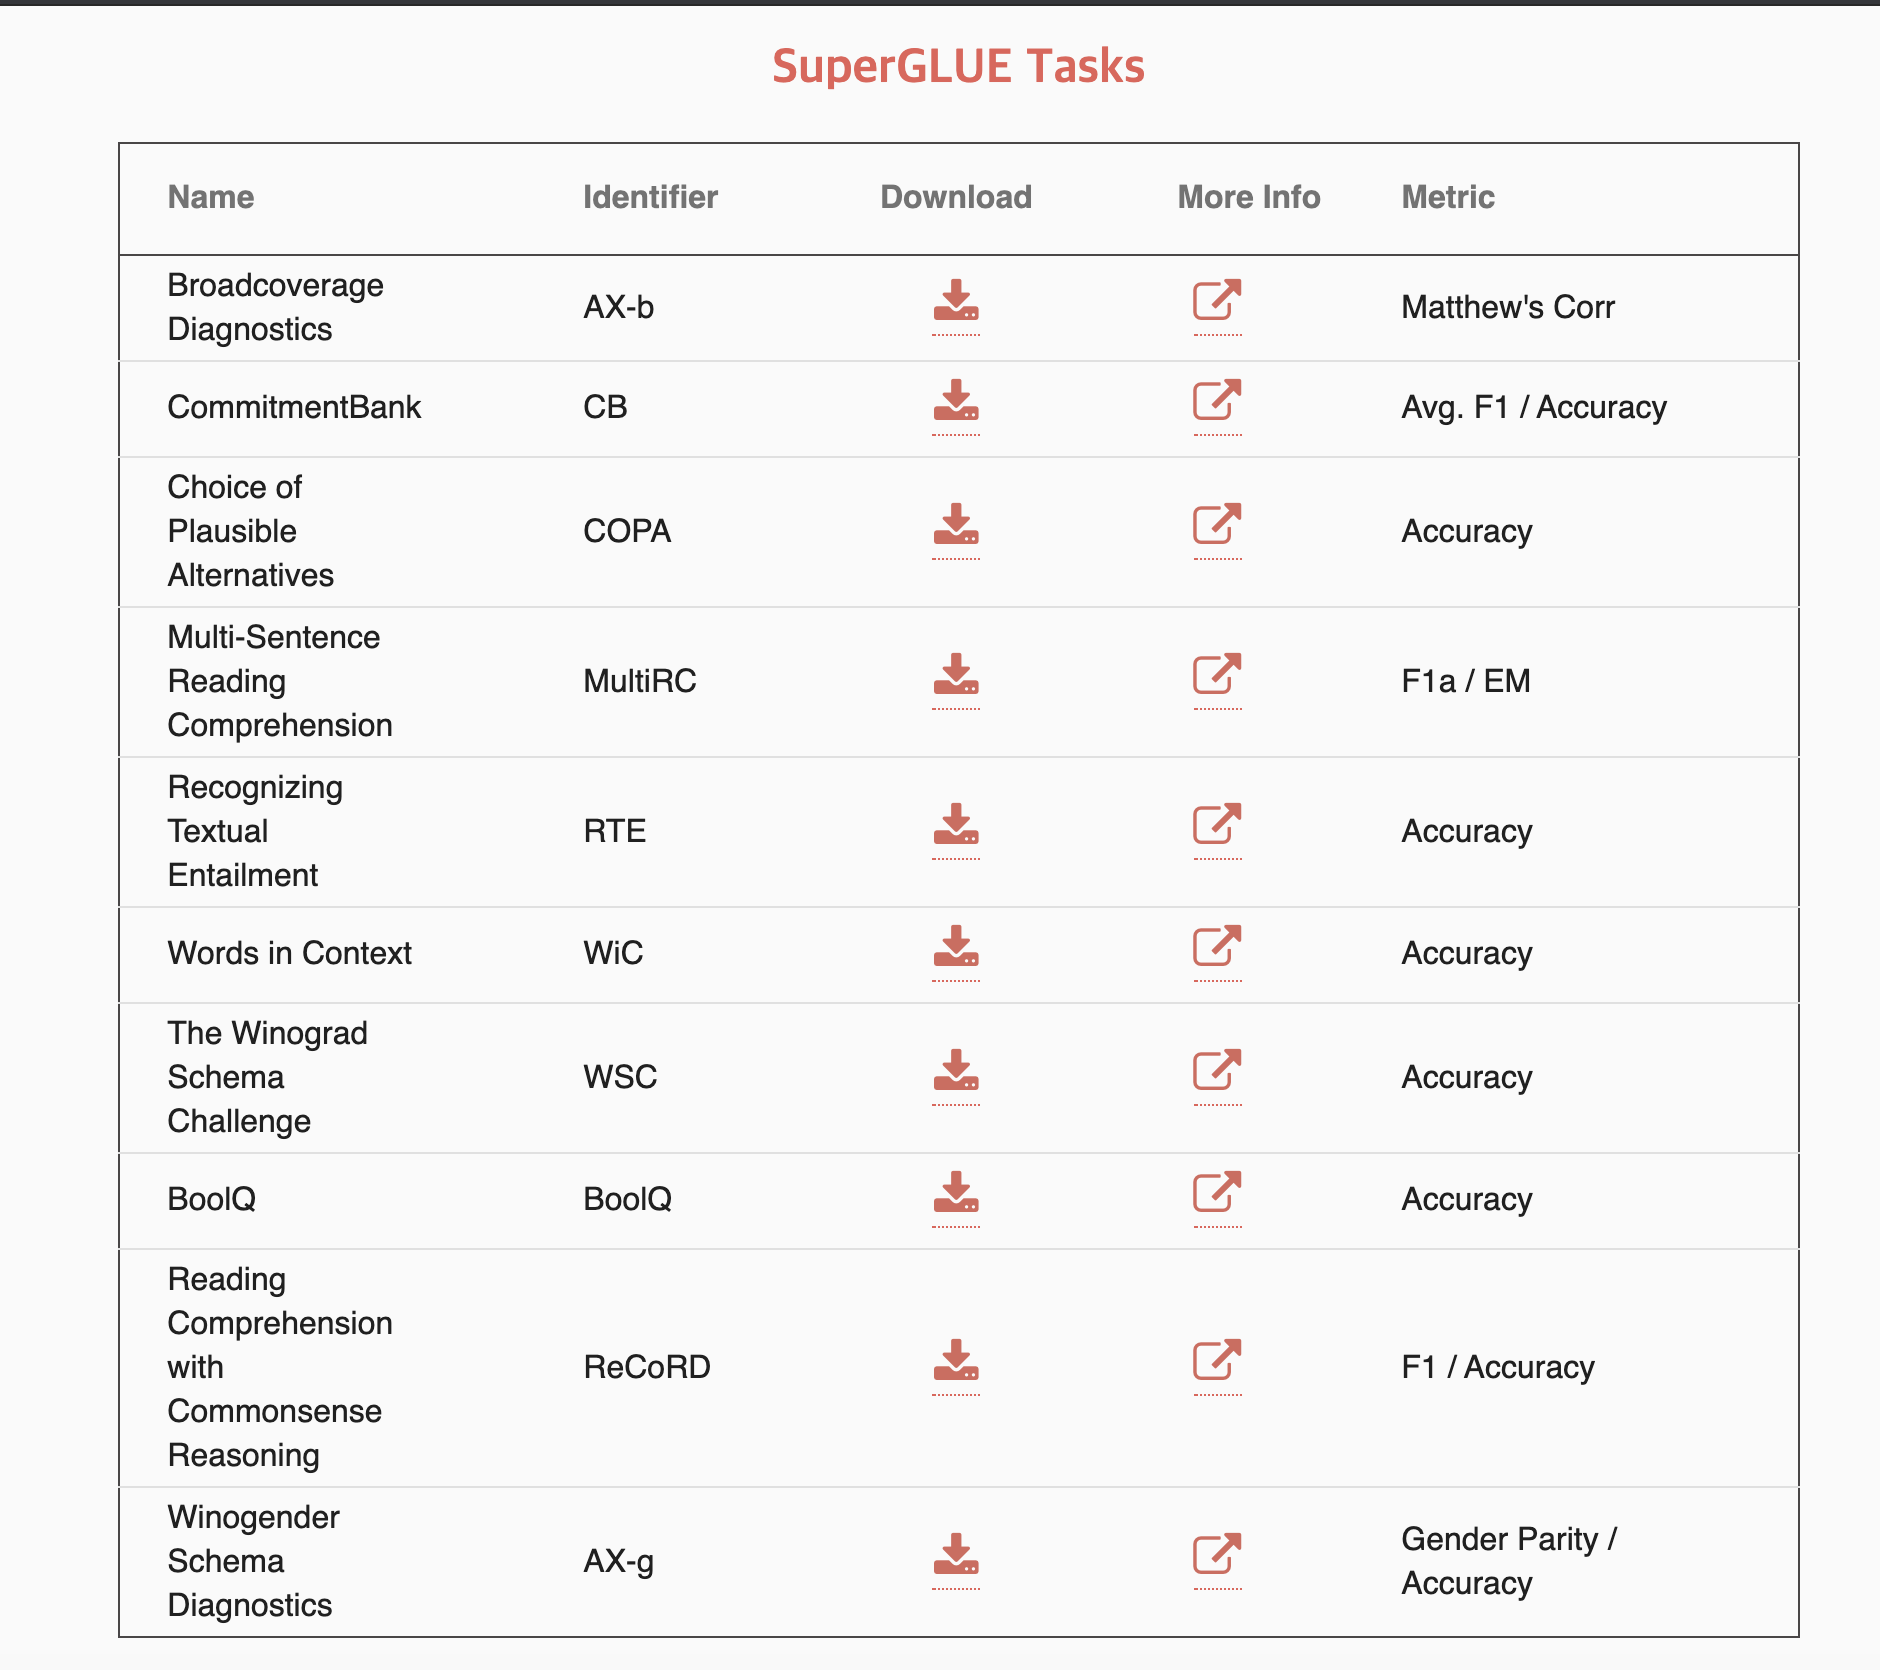 SuperGLUE Tasks
Name Identifier Download More Info Metric
Broadcoverage
Diagnostics
AX-b
Matthew's Corr
CommitmentBank CB Avg. F1 / Accuracy
Choice of
Plausible
Alternatives
COPA
Accuracy
Multi-Sentence
Reading
Comprehension
MultiRC
F1a / EM
Recognizing
Textual
Entailment
RTE
Accuracy
Words in Context WiC Accuracy
The Winograd
Schema
Challenge
WSC
Accuracy
BoolQ BoolQ Accuracy
Reading
Comprehension
with
Commonsense
Reasoning
ReCoRD
F1 / Accuracy
Winogender
Schema
Diagnostics
AX-g
Gender Parity /
Accuracy